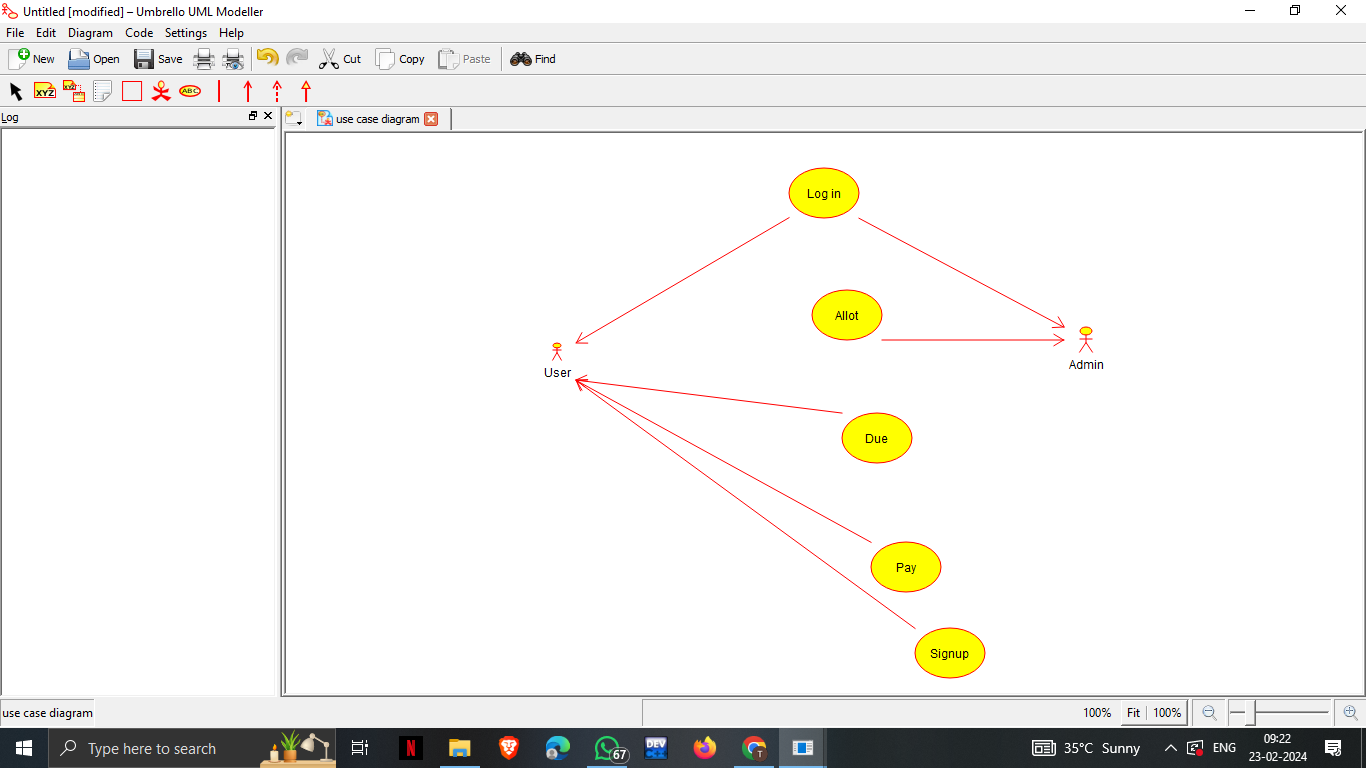 Untitled [modified] – Umbrello UML Modeller
File Edit Diagram Code Settings Help
New Open Save Cut Copy Paste Find
XYZ XYZ ABC
Log
use case diagram
Log in
Allot
Admin
User
Due
Pay
Signup
use case diagram 100% Fit 100%
Type here to search N DEV 67 T 35°C Sunny ENG 09:22
23-02-2024